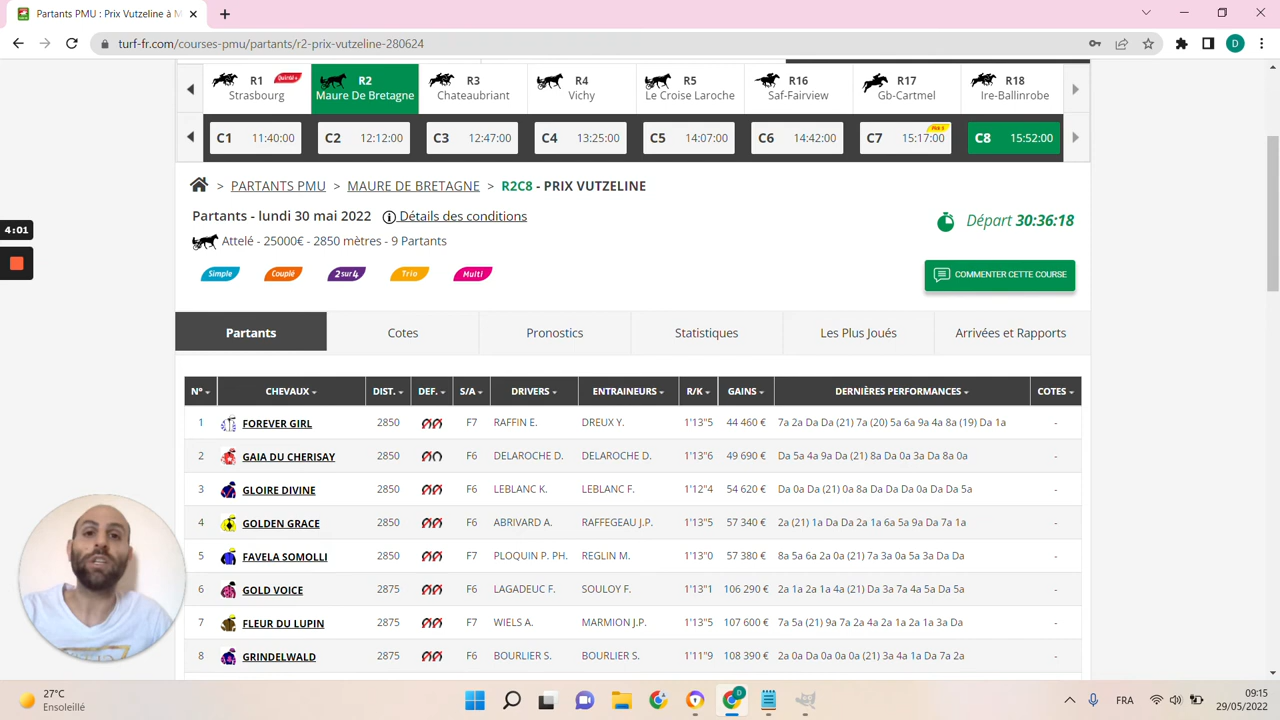 Partants PMU : Prix Vutzeline à M
turf-fr.com/courses-pmu/partants/r2-prix-vutzeline-280624
D
R1 Quinté+ R2 R3 R4 R5 R16 R17 R18
Strasbourg Maure De Bretagne Chateaubriant Vichy Le Croise Laroche Saf-Fairview Gb-Cartmel Ire-Ballinrobe
C1 11:40:00 C2 12:12:00 C3 12:47:00 C4 13:25:00 C5 14:07:00 C6 14:42:00 C7 15:17:00 C8 15:52:00
> PARTANTS PMU > MAURE DE BRETAGNE > R2C8 - PRIX VUTZELINE
Partants - lundi 30 mai 2022 Détails des conditions
Départ 30:36:18
4:01
Attelé - 25000€ - 2850 mètres - 9 Partants
Simple Couplé 2sur4 Trio Multi
COMMENTER CETTE COURSE
Partants Cotes Pronostics Statistiques Les Plus Joués Arrivées et Rapports
N° CHEVAUX DIST. DEF. S/A DRIVERS ENTRAINEURS R/K GAINS DERNIÈRES PERFORMANCES COTES
1 FOREVER GIRL 2850 F7 RAFFIN E. DREUX Y. 1'13"5 44 460 € 7a 2a Da Da (21) 7a (20) 5a 6a 9a 4a 8a (19) Da 1a -
2 GAIA DU CHERISAY 2850 F6 DELAROCHE D. DELAROCHE D. 1'13"6 49 690 € Da 5a 4a 9a Da (21) 8a Da 0a 3a Da 8a 0a -
3 GLOIRE DIVINE 2850 F6 LEBLANC K. LEBLANC F. 1'12"4 54 620 € Da 0a Da (21) 0a 8a Da Da Da 0a Da Da 5a -
4 GOLDEN GRACE 2850 F6 ABRIVARD A. RAFFEGEAU J.P. 1'13"5 57 340 € 2a (21) 1a Da Da 2a 1a 6a 5a 9a Da 7a 1a -
5 FAVELA SOMOLLI 2850 F7 PLOQUIN P. PH. REGLIN M. 1'13"0 57 380 € 8a 5a 6a 2a 0a (21) 7a 3a 0a 5a 3a Da Da -
6 GOLD VOICE 2875 F6 LAGADEUC F. SOULOY F. 1'13"1 106 290 € 2a 1a 2a 1a 4a (21) Da 3a 7a 4a 5a Da 5a -
7 FLEUR DU LUPIN 2875 F7 WIELS A. MARMION J.P. 1'13"5 107 600 € 7a 5a (21) 9a 7a 2a 4a 2a 1a 2a 1a 3a Da -
8 GRINDELWALD 2875 F6 BOURLIER S. BOURLIER S. 1'11"9 108 390 € 2a 0a Da 0a 0a 0a (21) 3a 4a 1a Da 7a 2a -
27°C
Ensoleillé
FRA
09:15
29/05/2022